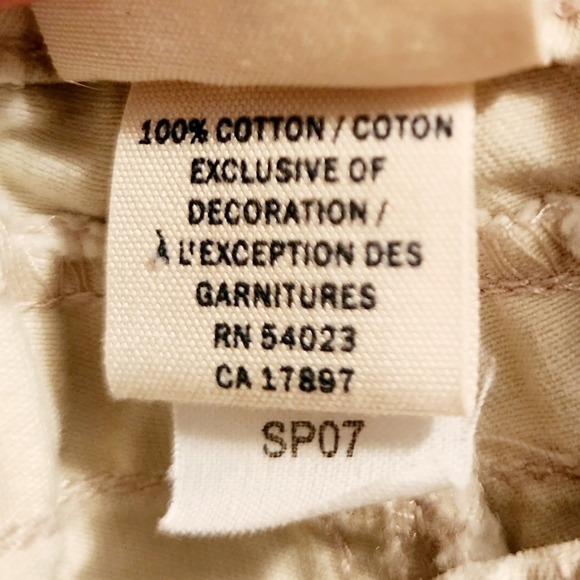 100% COTTON / COTON
EXCLUSIVE OF
DECORATION /
À L'EXCEPTION DES
GARNITURES
RN 54023
CA 17897
SP07